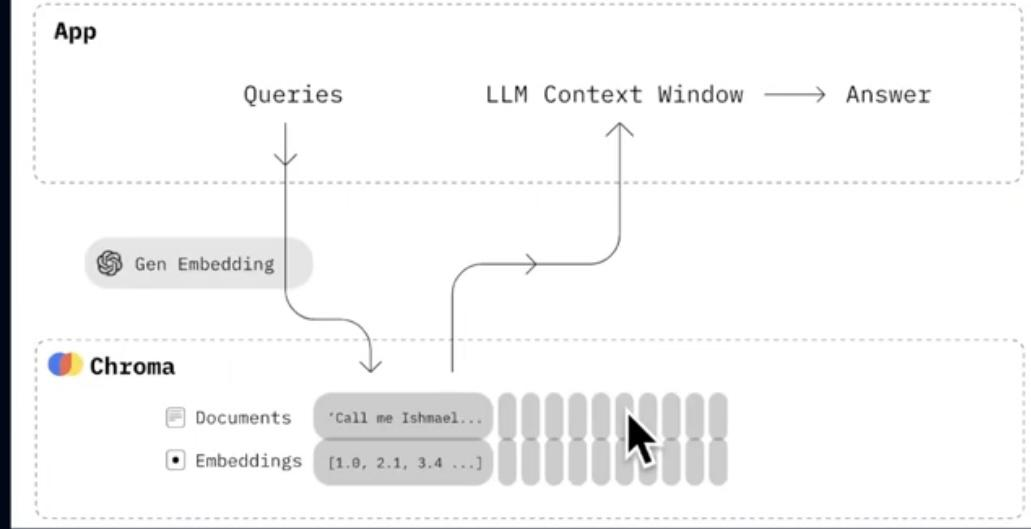 App
Queries
LLM Context Window
Answer
Gen Embedding
Chroma
Documents
'Call me Ishmael...
Embeddings
[1.0, 2.1, 3.4 ...]